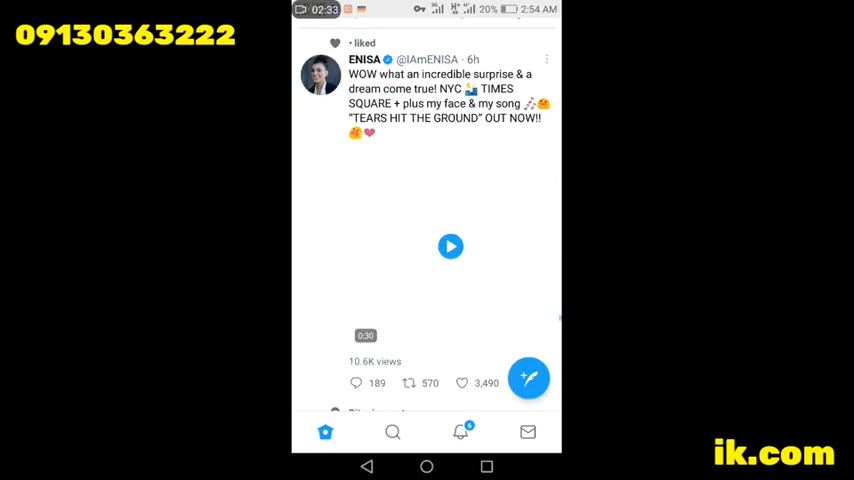 09130363222
02:33
3G
H+
20%
2:54 AM
• liked
ENISA @IAmENISA · 6h
WOW what an incredible surprise & a
dream come true! NYC 🌃 TIMES
SQUARE + plus my face & my song 🎶🥰
“TEARS HIT THE GROUND” OUT NOW!!
🥰❤️
0:30
10.6K views
189 570 3,490
6
ik.com